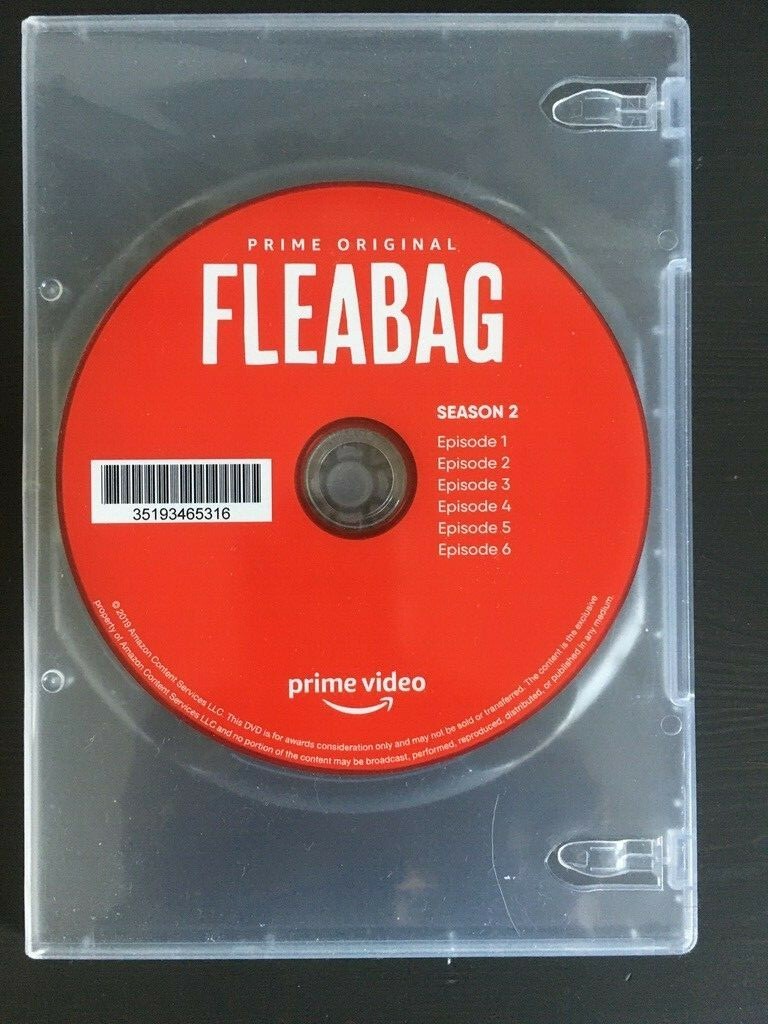 PRIME ORIGINAL
FLEABAG
SEASON 2
Episode 1
Episode 2
Episode 3
Episode 4
Episode 5
Episode 6
35193465316
prime video
© 2019 Amazon Content Services LLC. This DVD is for awards consideration only and may not be sold or transferred. The content is the exclusive
property of Amazon Content Services LLC and no portion of the content may be broadcast, performed, reproduced, distributed, or published in any medium.